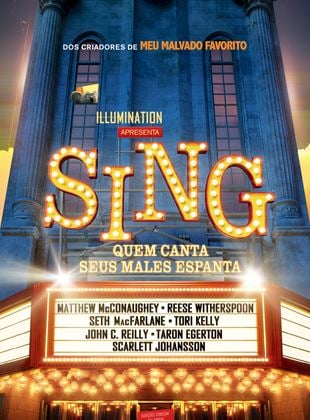 DOS CRIADORES DE MEU MALVADO FAVORITO
ILLUMINATION
APRESENTA
SING
QUEM CANTA
SEUS MALES ESPANTA
MATTHEW McCONAUGHEY • REESE WITHERSPOON
SETH MacFARLANE • TORI KELLY
JOHN C. REILLY • TARON EGERTON
SCARLETT JOHANSSON